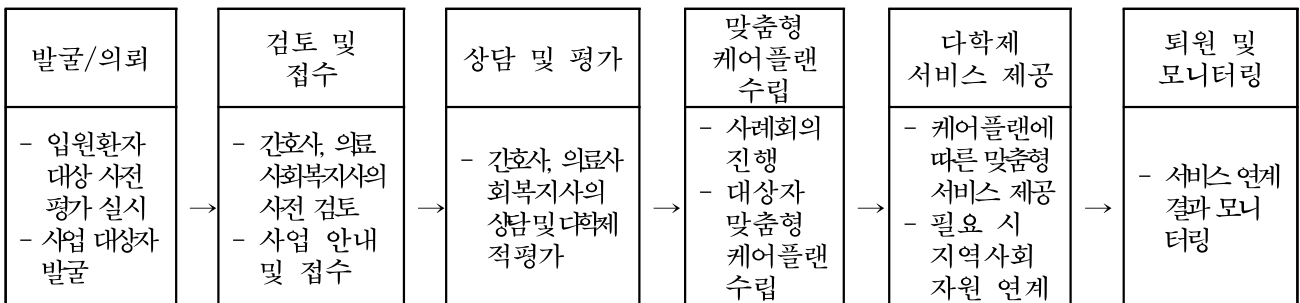 발굴/의뢰
- 입원환자
대상 사전
평가 실시
- 사업 대상자
발굴
→
검토 및
접수
- 간호사, 의료
사회복지사의
사전 검토
- 사업 안내
및 접수
→
상담 및 평가
- 간호사, 의료사
회복지사의
상담 및 다학제
적평가
→
맞춤형
케어플랜
수립
- 사례회의
진행
- 대상자
맞춤형
케어플랜
수립
→
다학제
서비스 제공
- 케어플랜에
따른 맞춤형
서비스 제공
- 필요 시
지역사회
자원 연계
→
퇴원 및
모니터링
- 서비스 연계
결과 모니
터링